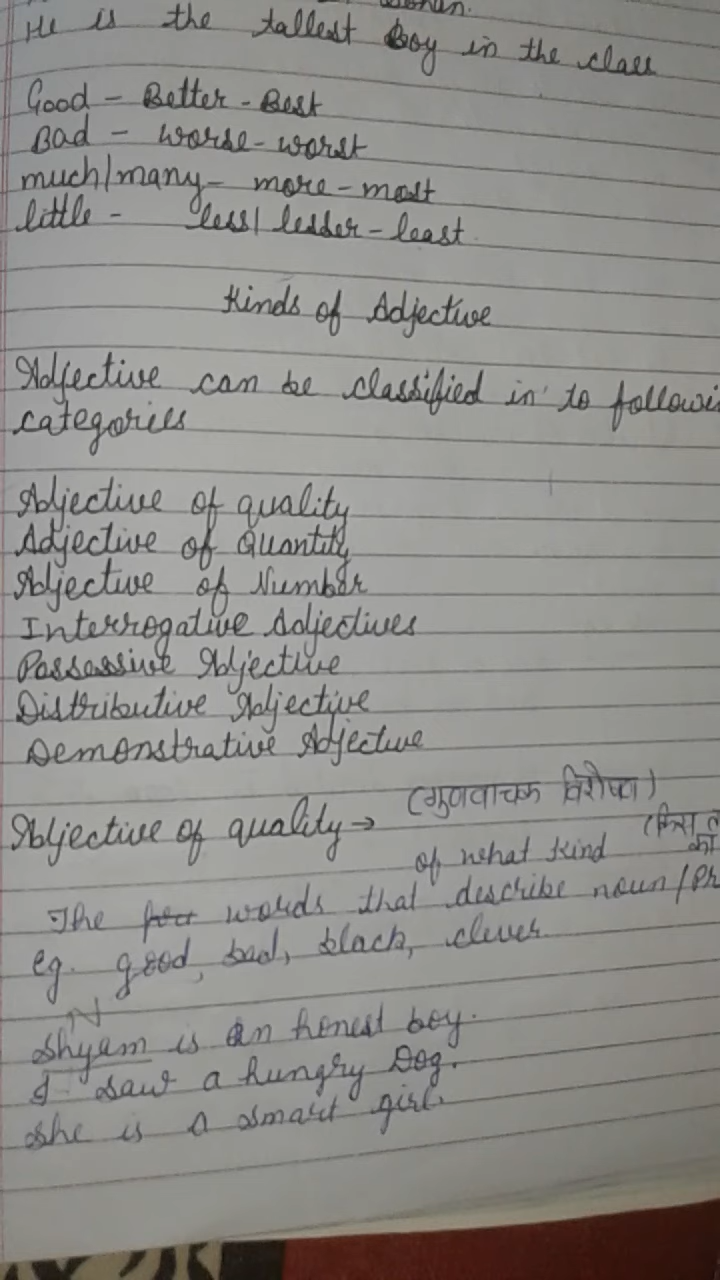 He is the tallest boy in the class
Good - Better - Best
Bad - worse - worst
much/many - more - most
little - less/lesser - least.
Kinds of Adjective
Adjective can be classified in to followi
categories
Adjective of quality
Adjective of Quantity
Adjective of Number
Interrogative Adjectives
Possassive Adjective
Distributive Adjective
Demonstrative Adjective
Adjective of quality → (गुणवाचक विशेषण)
of what kind
The words that describe noun/Pr
eg. good, bad, black, clever
N
Shyam is an honest boy.
I saw a hungry Dog.
She is a smart girl.